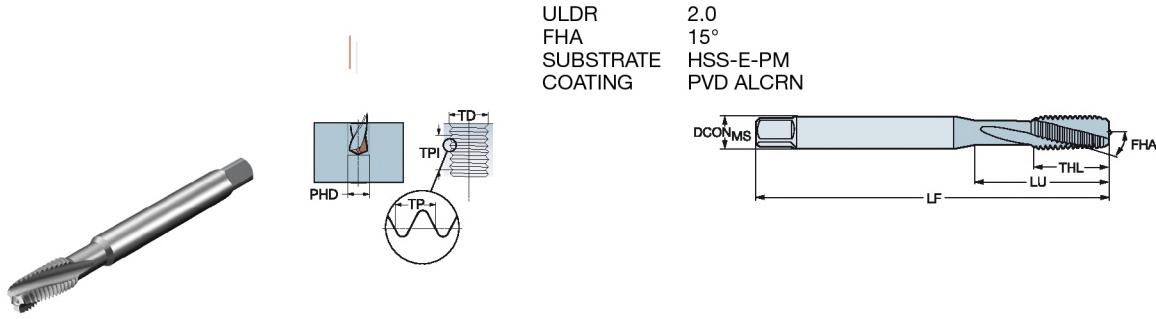 ULDR 2.0
FHA 15°
SUBSTRATE HSS-E-PM
COATING PVD ALCRN
TD
TPI
PHD
TP
DCONMS
FHA
THL
LU
LF